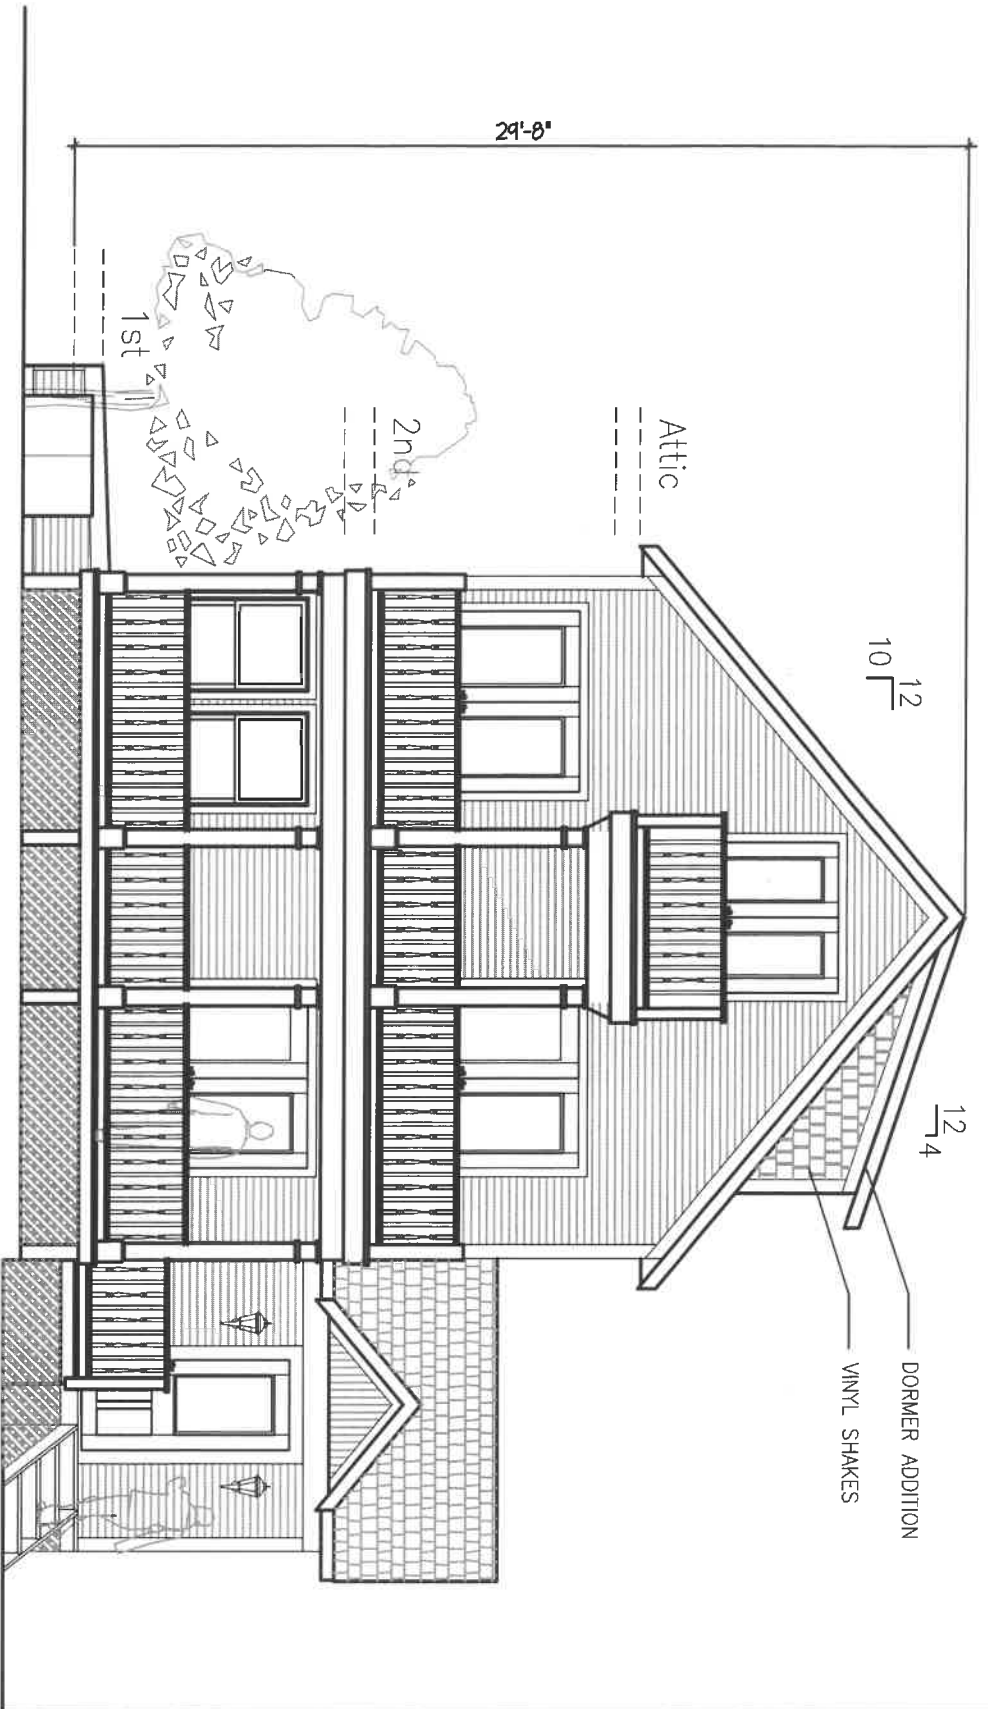 29'-8"
12
10
12
4
DORMER ADDITION
VINYL SHAKES
Attic
2nd
1st